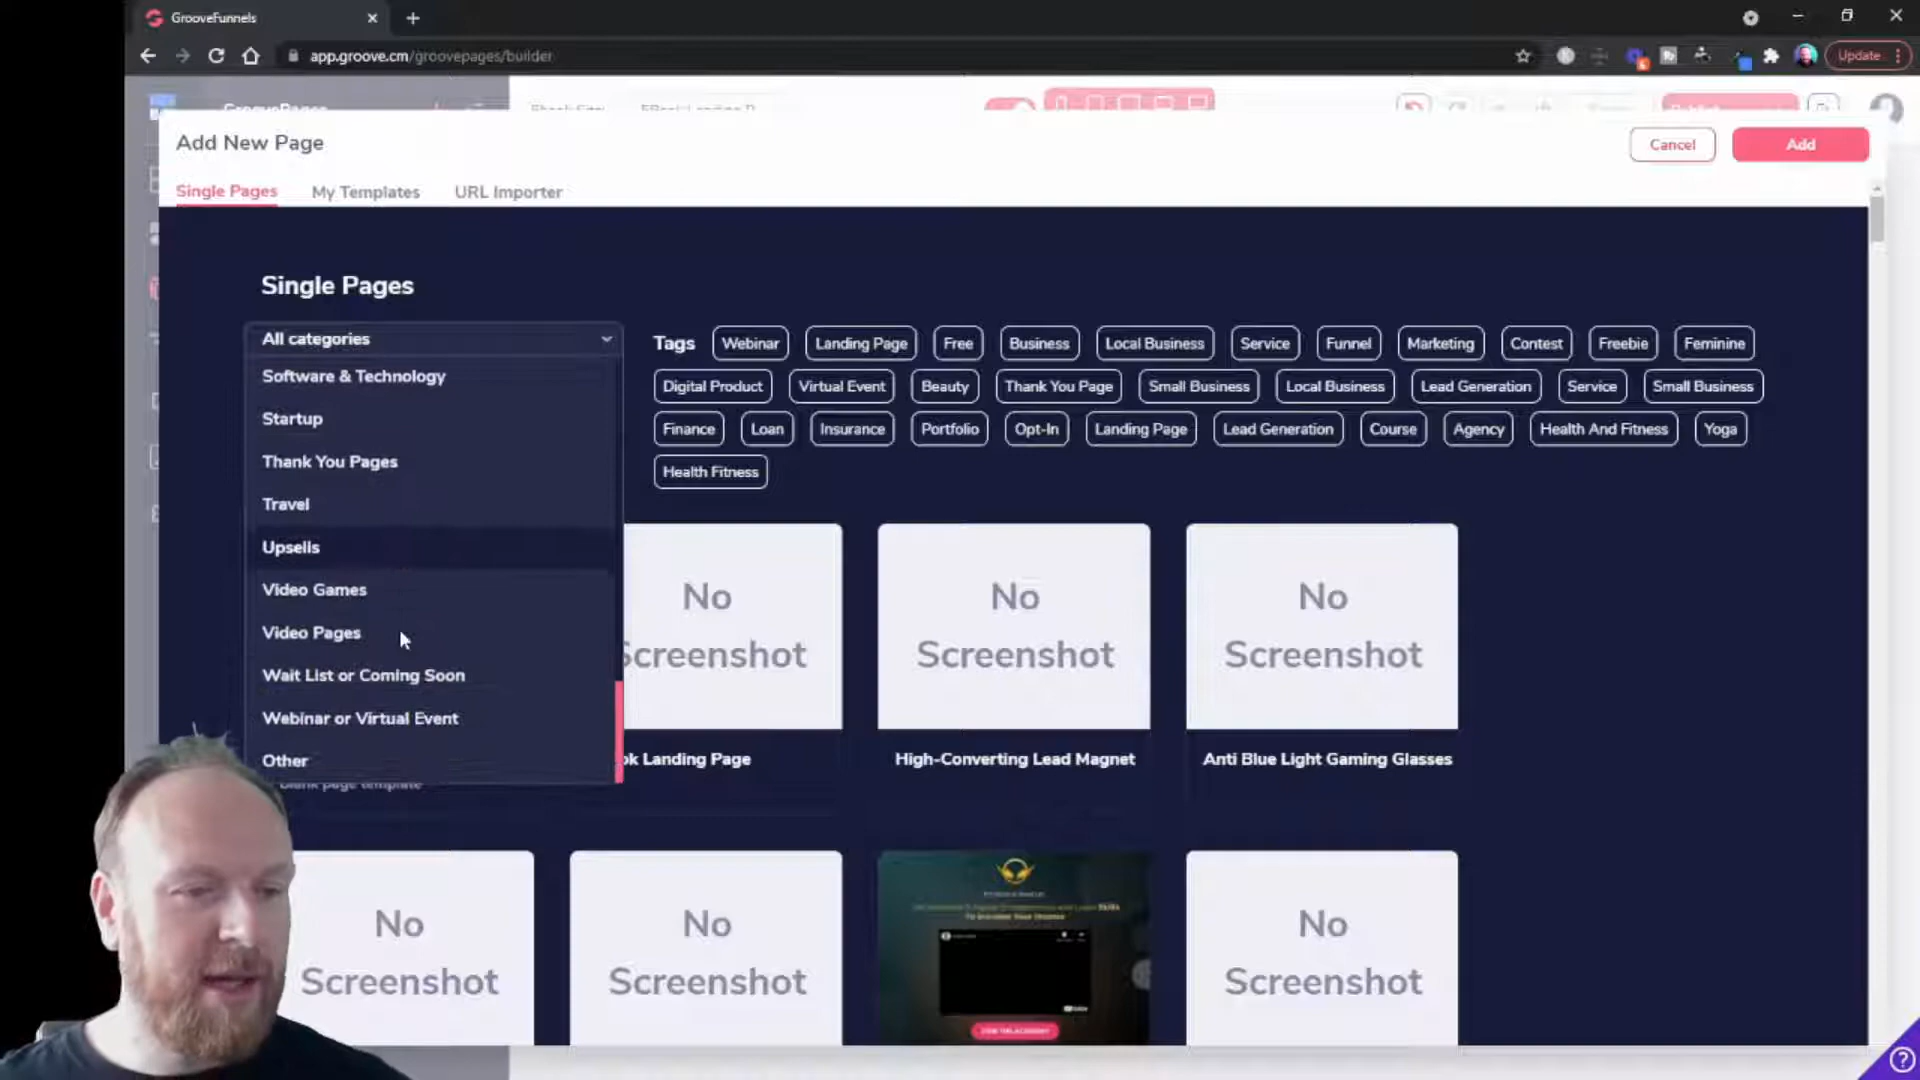 GrooveFunnels
app.groove.cm/groovepages/builder
Update
GroovePages
Add New Page
Cancel
Add
Single Pages
My Templates
URL Importer
Single Pages
All categories
Software & Technology
Startup
Thank You Pages
Travel
Upsells
Video Games
Video Pages
Wait List or Coming Soon
Webinar or Virtual Event
Other
Blank page template
Tags Webinar Landing Page Free Business Local Business Service Funnel Marketing Contest Freebie Feminine
Digital Product Virtual Event Beauty Thank You Page Small Business Local Business Lead Generation Service Small Business
Finance Loan Insurance Portfolio Opt-In Landing Page Lead Generation Course Agency Health And Fitness Yoga
Health Fitness
No
Screenshot
ok Landing Page
No
Screenshot
High-Converting Lead Magnet
No
Screenshot
Anti Blue Light Gaming Glasses
No
Screenshot
No
Screenshot
No
Screenshot